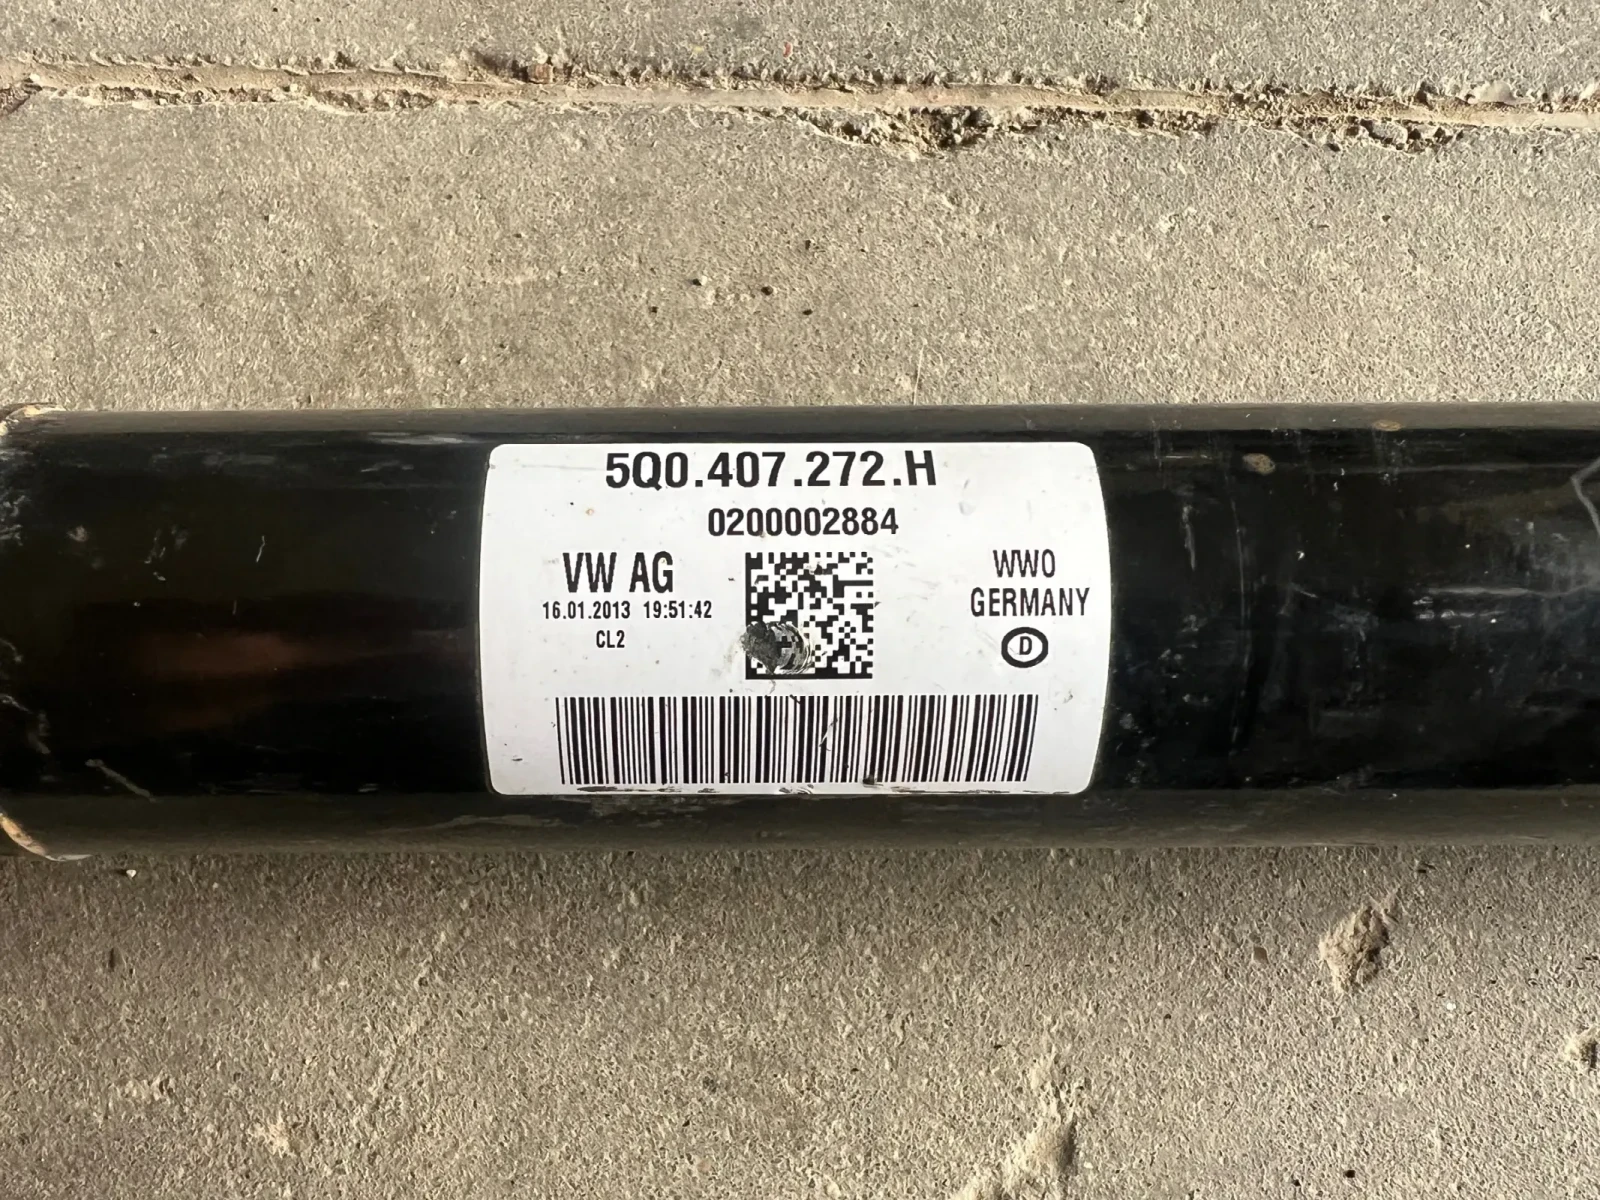 5Q0.407.272.H
0200002884
VW AG
16.01.2013 19:51:42
CL2
WWO
GERMANY
D